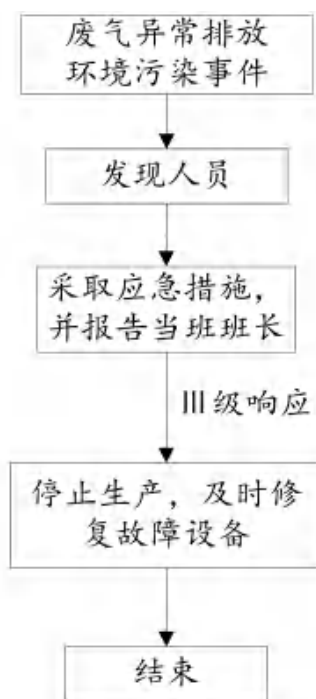 废气异常排放
环境污染事件
发现人员
采取应急措施，
并报告当班班长
III级响应
停止生产，及时修
复故障设备
结束